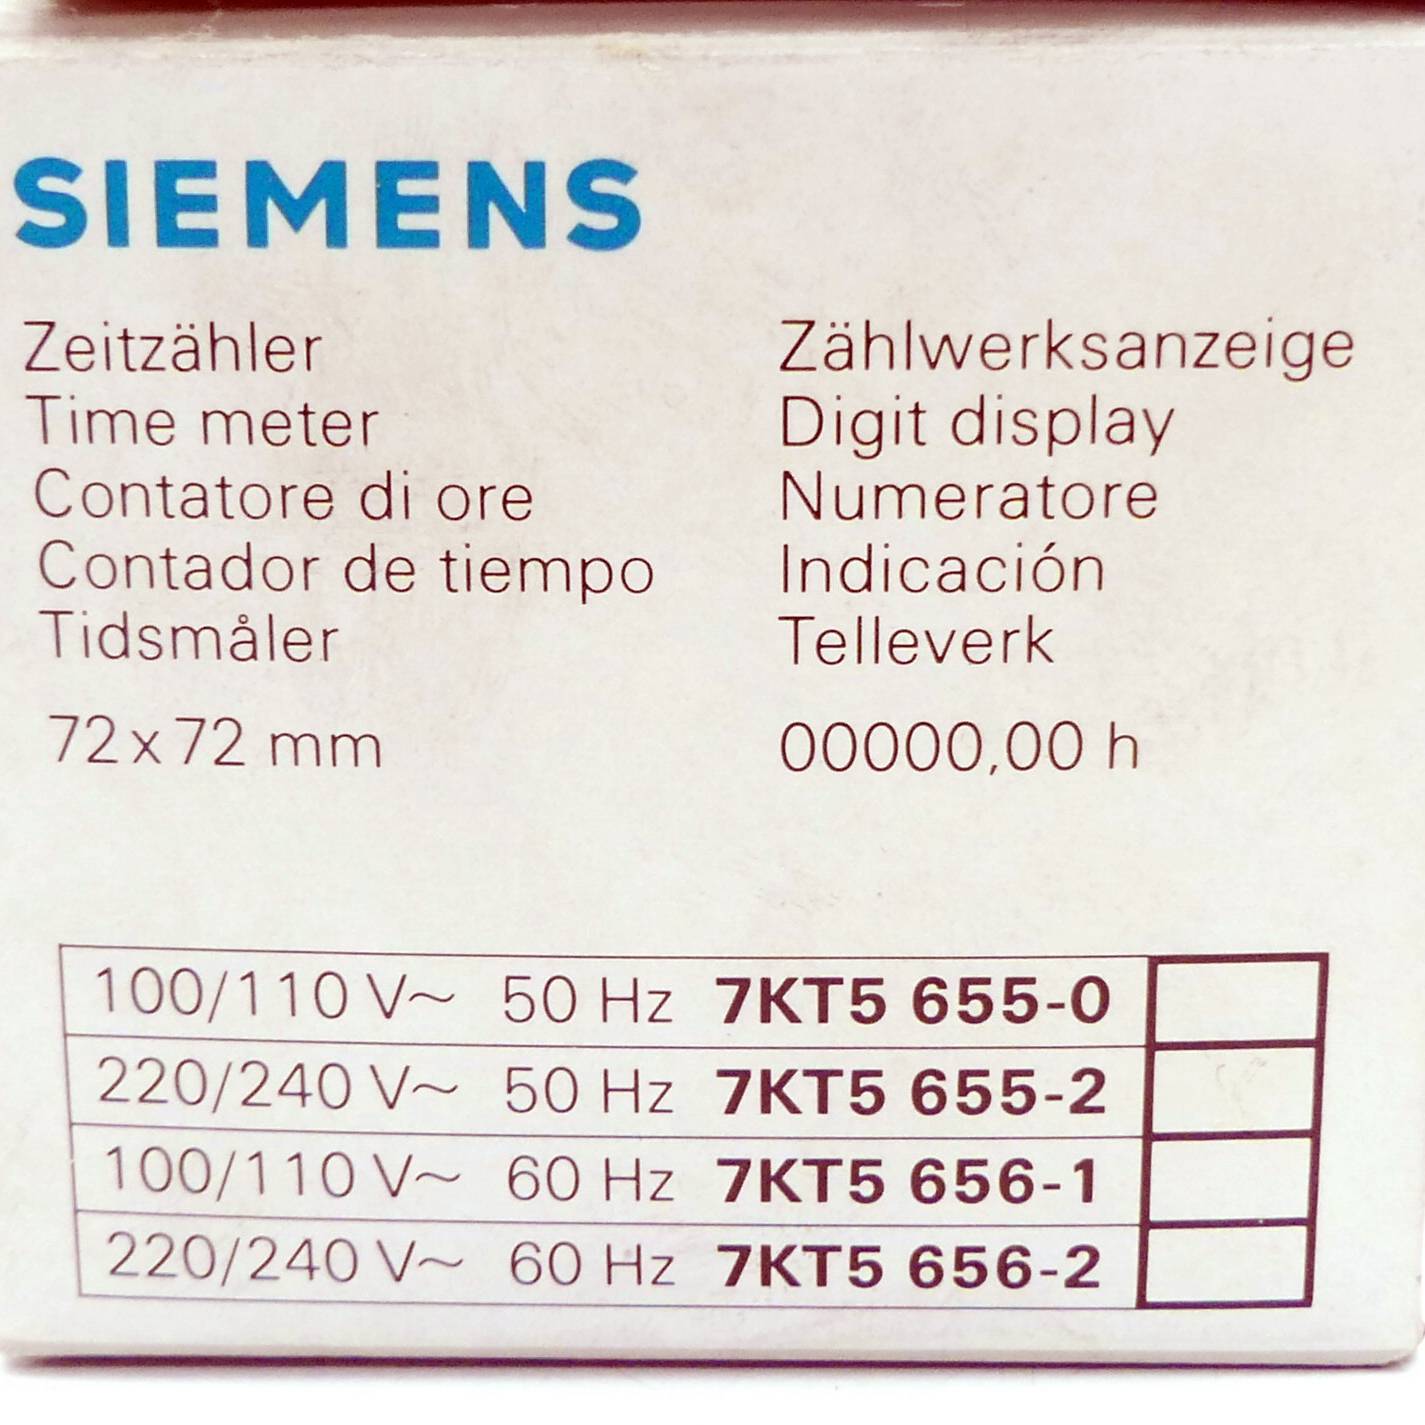 SIEMENS
Zeitzähler
Time meter
Contatore di ore
Contador de tiempo
Tidsmåler
72x72 mm
Zählwerksanzeige
Digit display
Numeratore
Indicación
Telleverk
00000,00 h
100/110 V~ 50 Hz 7KT5 655-0
220/240 V~ 50 Hz 7KT5 655-2
100/110 V~ 60 Hz 7KT5 656-1
220/240 V~ 60 Hz 7KT5 656-2